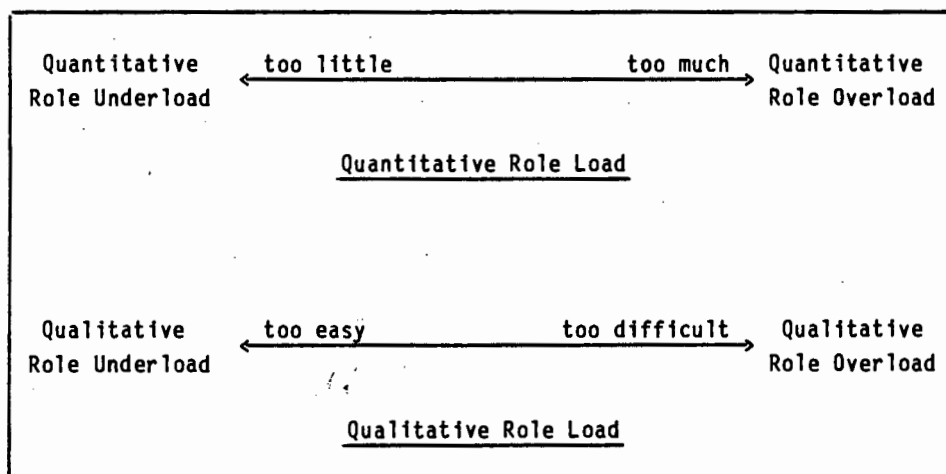 Quantitative too little too much Quantitative
Role Underload Role Overload
Quantitative Role Load
Qualitative too easy too difficult Qualitative
Role Underload Role Overload
Qualitative Role Load